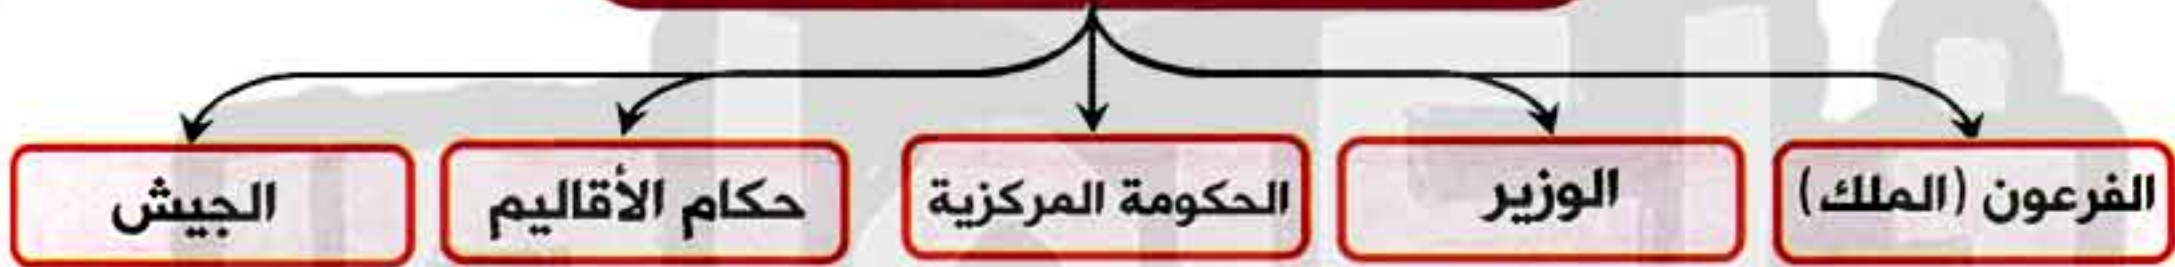 الفرعون (الملك)
الوزير
الحكومة المركزية
حكام الأقاليم
الجيش